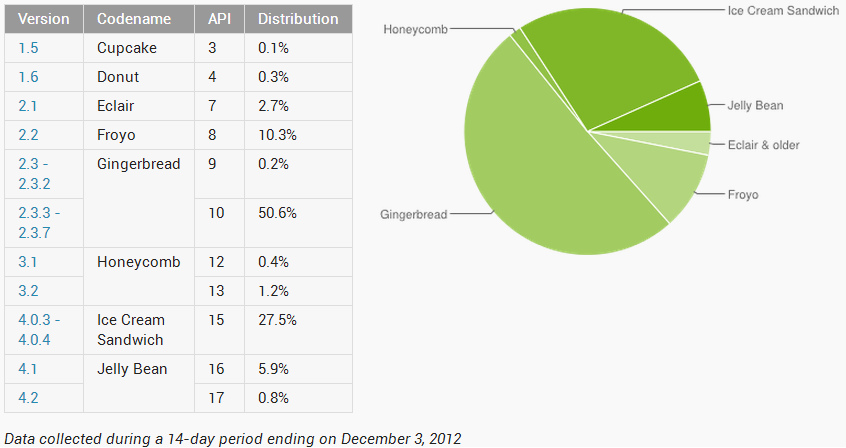 Version Codename API Distribution
1.5 Cupcake 3 0.1%
1.6 Donut 4 0.3%
2.1 Eclair 7 2.7%
2.2 Froyo 8 10.3%
2.3 - Gingerbread 9 0.2%
2.3.2
2.3.3 - 10 50.6%
2.3.7
3.1 Honeycomb 12 0.4%
3.2 13 1.2%
4.0.3 - Ice Cream 15 27.5%
4.0.4 Sandwich
4.1 Jelly Bean 16 5.9%
4.2 17 0.8%
Ice Cream Sandwich
Honeycomb
Jelly Bean
Eclair & older
Froyo
Gingerbread
Data collected during a 14-day period ending on December 3, 2012